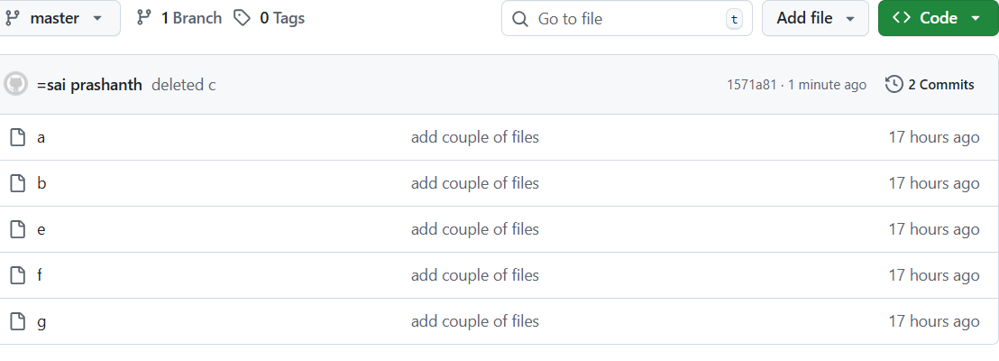 master 1 Branch 0 Tags Go to file t Add file Code
=sai prashanth deleted c 1571a81 · 1 minute ago 2 Commits
a add couple of files 17 hours ago
b add couple of files 17 hours ago
e add couple of files 17 hours ago
f add couple of files 17 hours ago
g add couple of files 17 hours ago